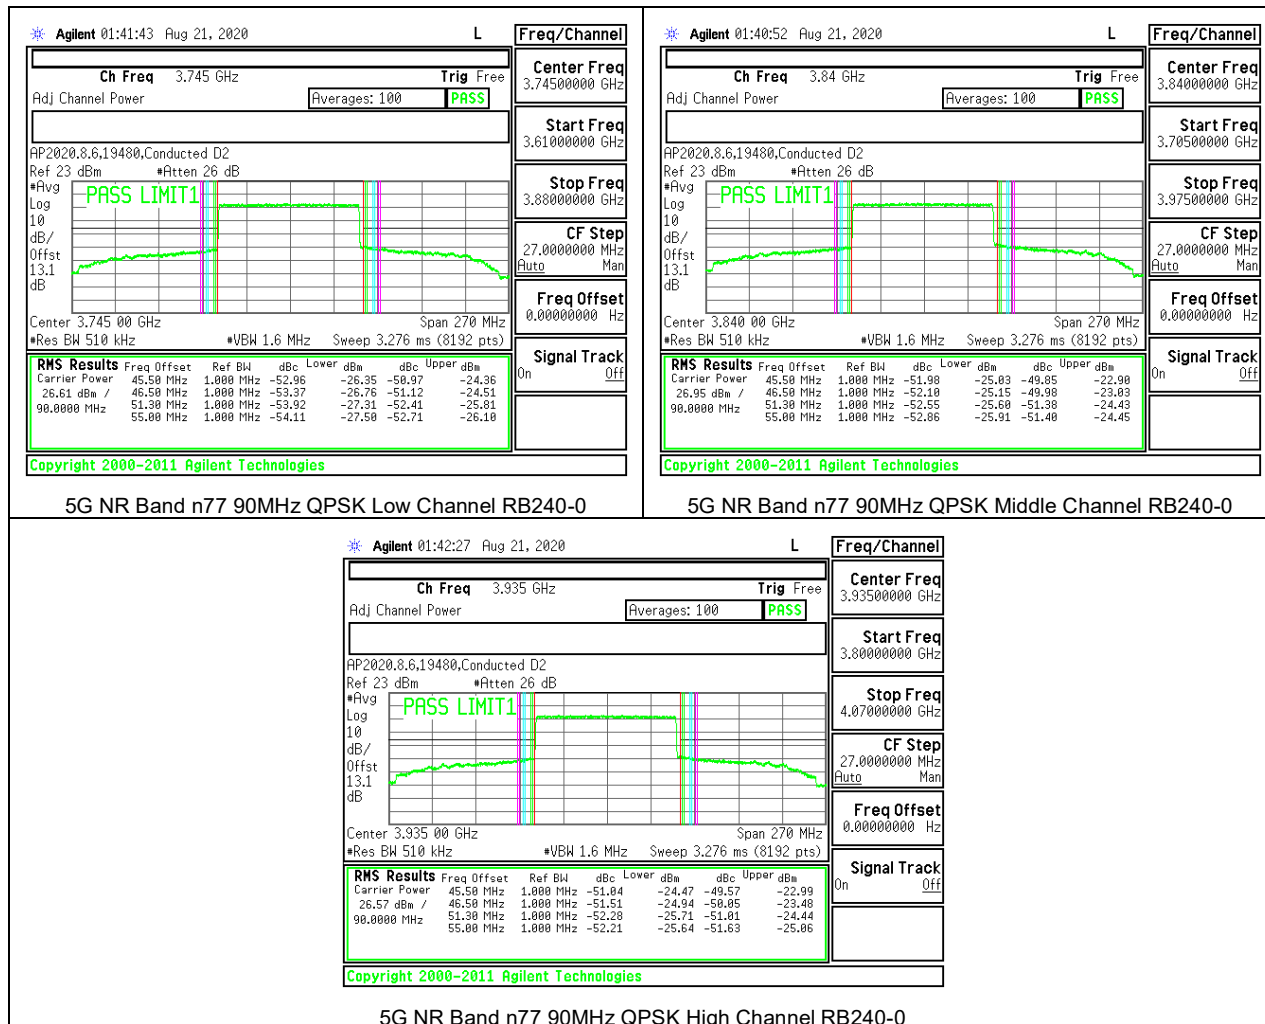 Agilent 01:41:43 Aug 21, 2020 L Freq/Channel
Ch Freq 3.745 GHz Trig Free
Adj Channel Power Averages: 100 PASS
AP2020.8.6,19480,Conducted D2
Ref 23 dBm #Atten 26 dB
#Avg
Log
10
dB/
Offst
13.1
dB
PASS LIMIT1
Center 3.745 00 GHz Span 270 MHz
#Res BW 510 kHz #VBW 1.6 MHz Sweep 3.276 ms (8192 pts)
RMS Results Freq Offset Ref BW dBc Lower dBm dBc Upper dBm
Carrier Power 45.50 MHz 1.000 MHz -52.96 -26.35 -50.97 -24.36
26.61 dBm / 46.50 MHz 1.000 MHz -53.37 -26.76 -51.12 -24.51
90.0000 MHz 51.30 MHz 1.000 MHz -53.92 -27.31 -52.41 -25.81
55.00 MHz 1.000 MHz -54.11 -27.50 -52.71 -26.10
Center Freq
3.74500000 GHz
Start Freq
3.61000000 GHz
Stop Freq
3.88000000 GHz
CF Step
27.0000000 MHz
Auto Man
Freq Offset
0.00000000 Hz
Signal Track
On Off
Copyright 2000-2011 Agilent Technologies
5G NR Band n77 90MHz QPSK Low Channel RB240-0
Agilent 01:40:52 Aug 21, 2020 L Freq/Channel
Ch Freq 3.84 GHz Trig Free
Adj Channel Power Averages: 100 PASS
AP2020.8.6,19480,Conducted D2
Ref 23 dBm #Atten 26 dB
#Avg
Log
10
dB/
Offst
13.1
dB
PASS LIMIT1
Center 3.840 00 GHz Span 270 MHz
#Res BW 510 kHz #VBW 1.6 MHz Sweep 3.276 ms (8192 pts)
RMS Results Freq Offset Ref BW dBc Lower dBm dBc Upper dBm
Carrier Power 45.50 MHz 1.000 MHz -51.98 -25.03 -49.85 -22.90
26.95 dBm / 46.50 MHz 1.000 MHz -52.10 -25.15 -49.98 -23.03
90.0000 MHz 51.30 MHz 1.000 MHz -52.55 -25.60 -51.38 -24.43
55.00 MHz 1.000 MHz -52.86 -25.91 -51.40 -24.45
Center Freq
3.84000000 GHz
Start Freq
3.70500000 GHz
Stop Freq
3.97500000 GHz
CF Step
27.0000000 MHz
Auto Man
Freq Offset
0.00000000 Hz
Signal Track
On Off
Copyright 2000-2011 Agilent Technologies
5G NR Band n77 90MHz QPSK Middle Channel RB240-0
Agilent 01:42:27 Aug 21, 2020 L Freq/Channel
Ch Freq 3.935 GHz Trig Free
Adj Channel Power Averages: 100 PASS
AP2020.8.6,19480,Conducted D2
Ref 23 dBm #Atten 26 dB
#Avg
Log
10
dB/
Offst
13.1
dB
PASS LIMIT1
Center 3.935 00 GHz Span 270 MHz
#Res BW 510 kHz #VBW 1.6 MHz Sweep 3.276 ms (8192 pts)
RMS Results Freq Offset Ref BW dBc Lower dBm dBc Upper dBm
Carrier Power 45.50 MHz 1.000 MHz -51.04 -24.47 -49.57 -22.99
26.57 dBm / 46.50 MHz 1.000 MHz -51.51 -24.94 -50.05 -23.48
90.0000 MHz 51.30 MHz 1.000 MHz -52.28 -25.71 -51.01 -24.44
55.00 MHz 1.000 MHz -52.21 -25.64 -51.63 -25.06
Center Freq
3.93500000 GHz
Start Freq
3.80000000 GHz
Stop Freq
4.07000000 GHz
CF Step
27.0000000 MHz
Auto Man
Freq Offset
0.00000000 Hz
Signal Track
On Off
Copyright 2000-2011 Agilent Technologies
5G NR Band n77 90MHz QPSK High Channel RB240-0